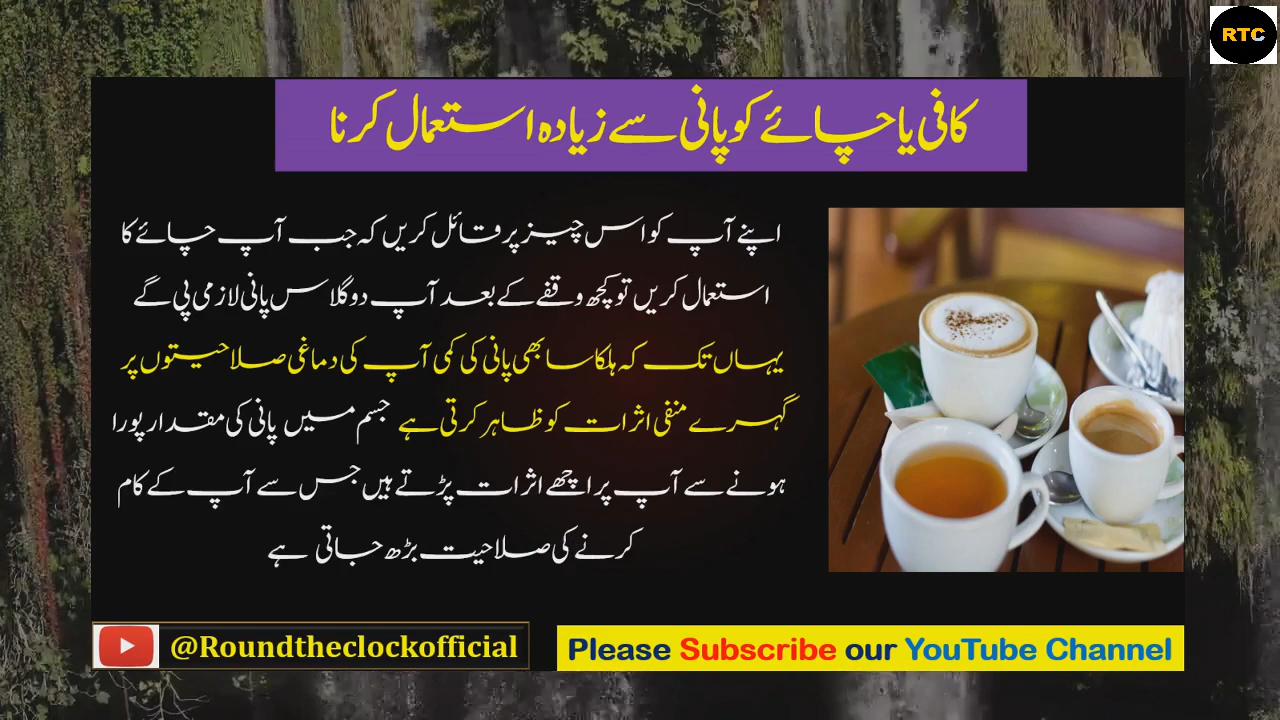 RTC
کافی یا چائے کو پانی سے زیادہ استعمال کرنا
اپنے آپ کو اس چیز پر قائل کریں کہ جب آپ چائے کا
استعمال کریں تو کچھ وقفے کے بعد آپ دو گلاس پانی لازمی پی گے
یہاں تک کہ ہلکا سا بھی پانی کی کمی آپ کی دماغی صلاحیتوں پر
گہرے منفی اثرات کو ظاہر کرتی ہے جسم میں پانی کی مقدار پورا
ہونے سے آپ پر اچھے اثرات پڑتے ہیں جس سے آپ کے کام
کرنے کی صلاحیت بڑھ جاتی ہے
@Roundtheclockofficial
Please Subscribe our YouTube Channel